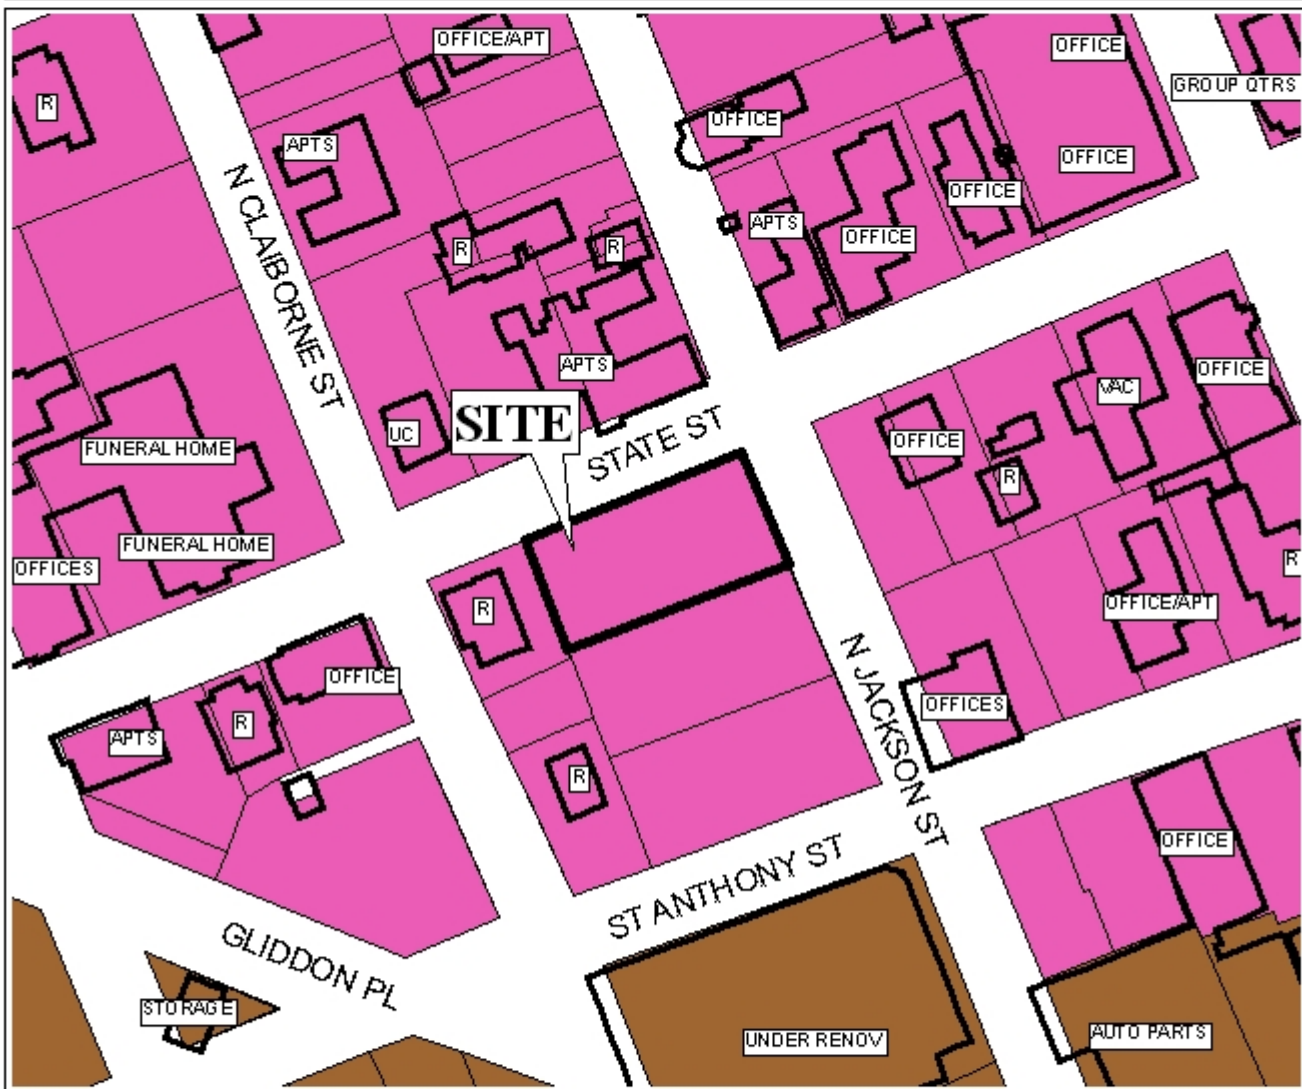 OFFICE/APT
OFFICE
GROUP QTRS
R
OFFICE
APTS
OFFICE
OFFICE
N CLAIBORNE ST
R
R
APTS
OFFICE
APTS
OFFICE
VAC
UC
SITE
STATE ST
OFFICE
FUNERAL HOME
R
FUNERAL HOME
OFFICES
R
R
OFFICE/APT
N JACKSON ST
OFFICE
OFFICES
R
APTS
R
OFFICE
ST ANTHONY ST
GLIDDON PL
STORAGE
UNDER RENOV
AUTO PARTS